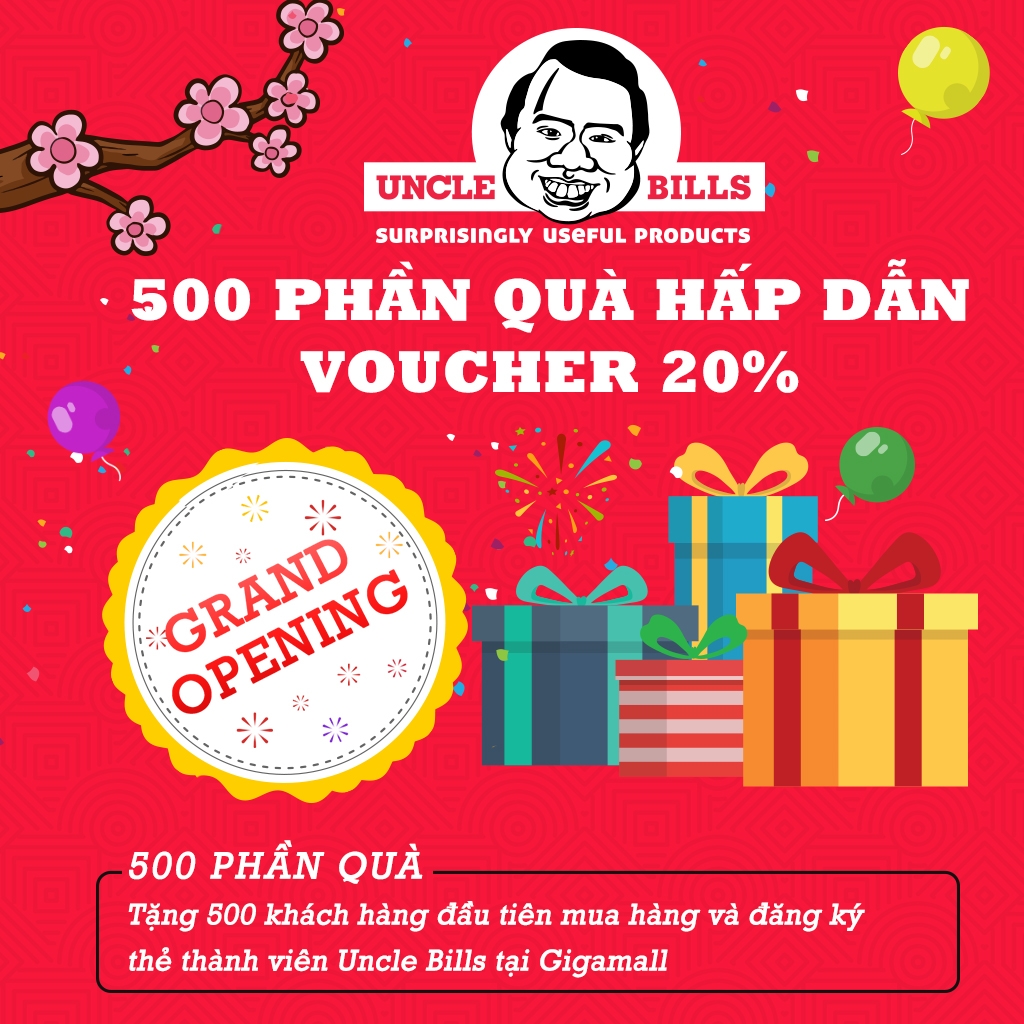 UNCLE BILLS
SURPRISINGLY USEFUL PRODUCTS
500 PHẦN QUÀ HẤP DẪN
VOUCHER 20%
GRAND
OPENING
500 PHẦN QUÀ
Tặng 500 khách hàng đầu tiên mua hàng và đăng ký
thẻ thành viên Uncle Bills tại Gigamall